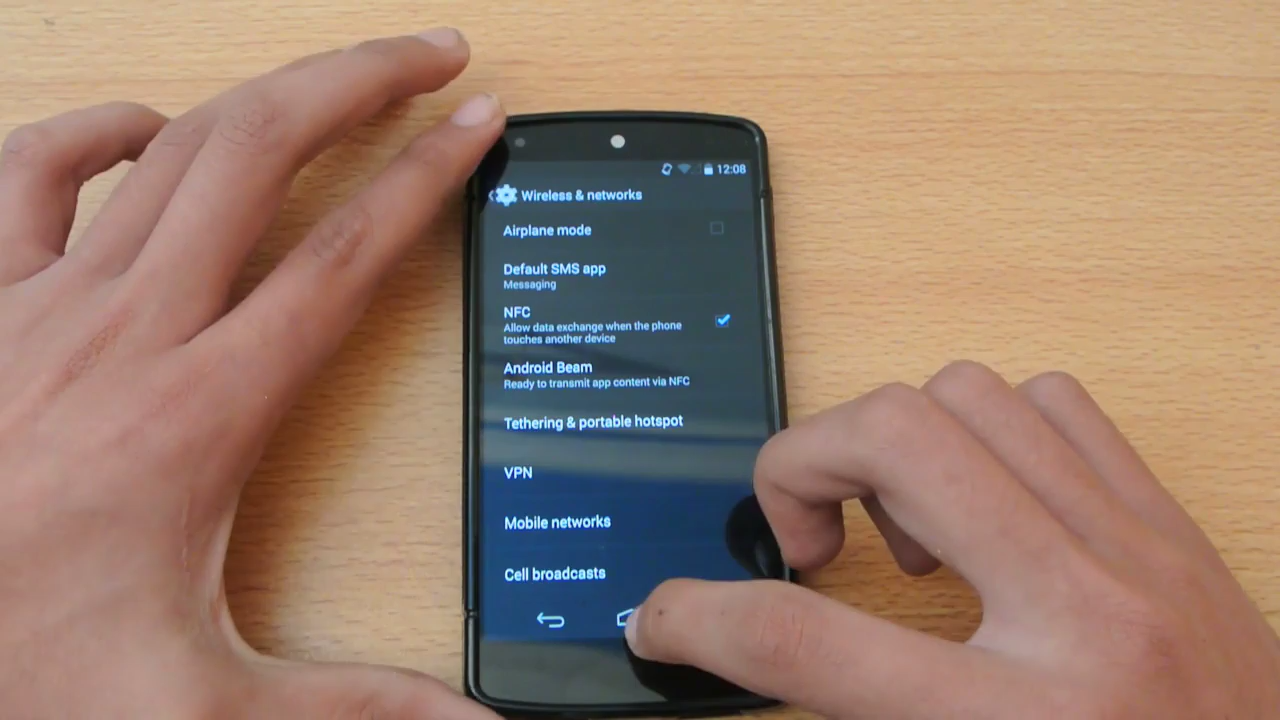 12:08
Wireless & networks
Airplane mode
Default SMS app
Messaging
NFC
Allow data exchange when the phone
touches another device
Android Beam
Ready to transmit app content via NFC
Tethering & portable hotspot
VPN
Mobile networks
Cell broadcasts